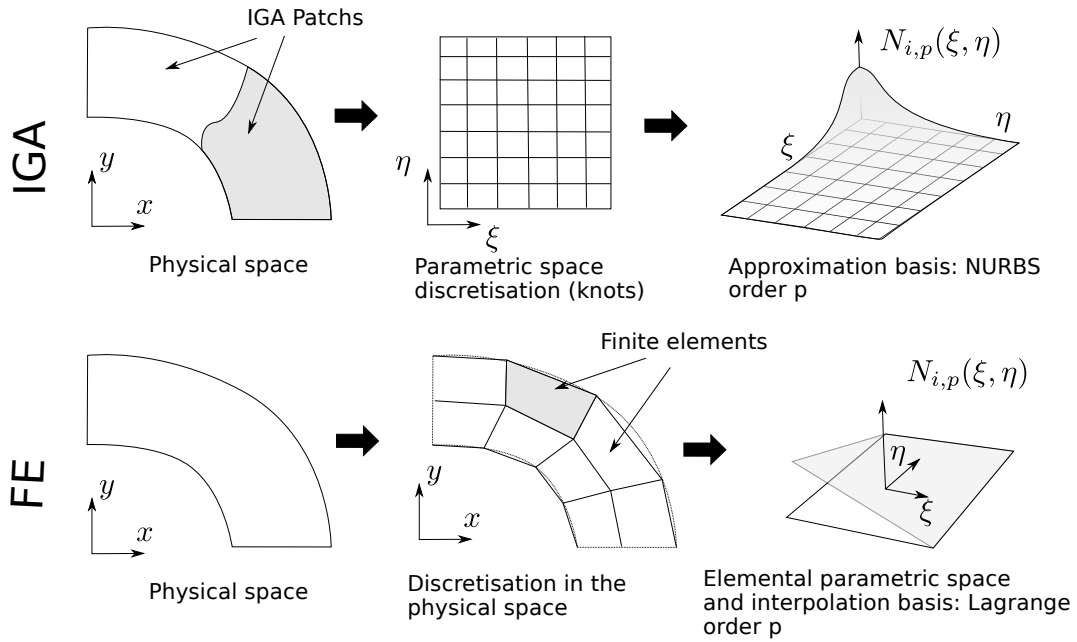 IGA Patchs
IGA
y
x
Physical space
η
ξ
Parametric space
discretisation (knots)
N_{i,p}(ξ, η)
ξ
η
Approximation basis: NURBS
order p
FE
y
x
Physical space
Finite elements
y
x
Discretisation in the
physical space
N_{i,p}(ξ, η)
η
ξ
Elemental parametric space
and interpolation basis: Lagrange
order p